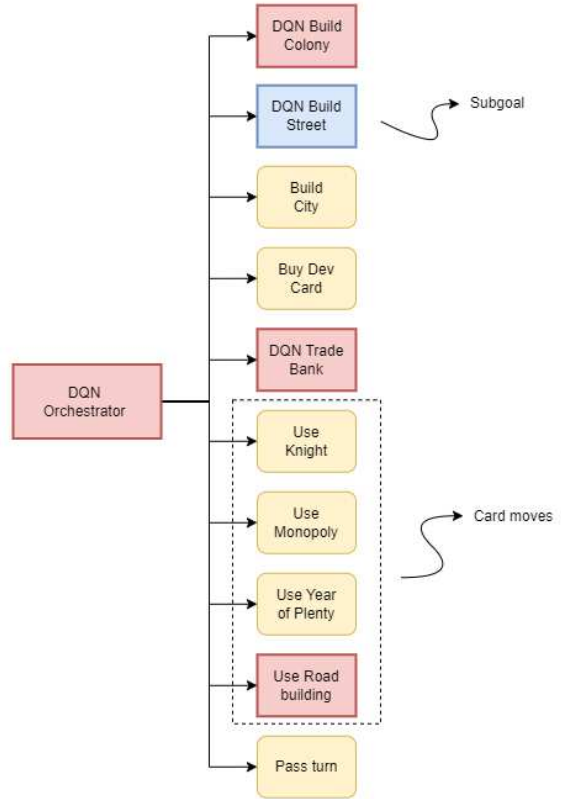 DQN Build
Colony
DQN Build
Street
Subgoal
Build
City
Buy Dev
Card
DQN Trade
Bank
DQN
Orchestrator
Use
Knight
Use
Monopoly
Card moves
Use Year
of Plenty
Use Road
building
Pass turn